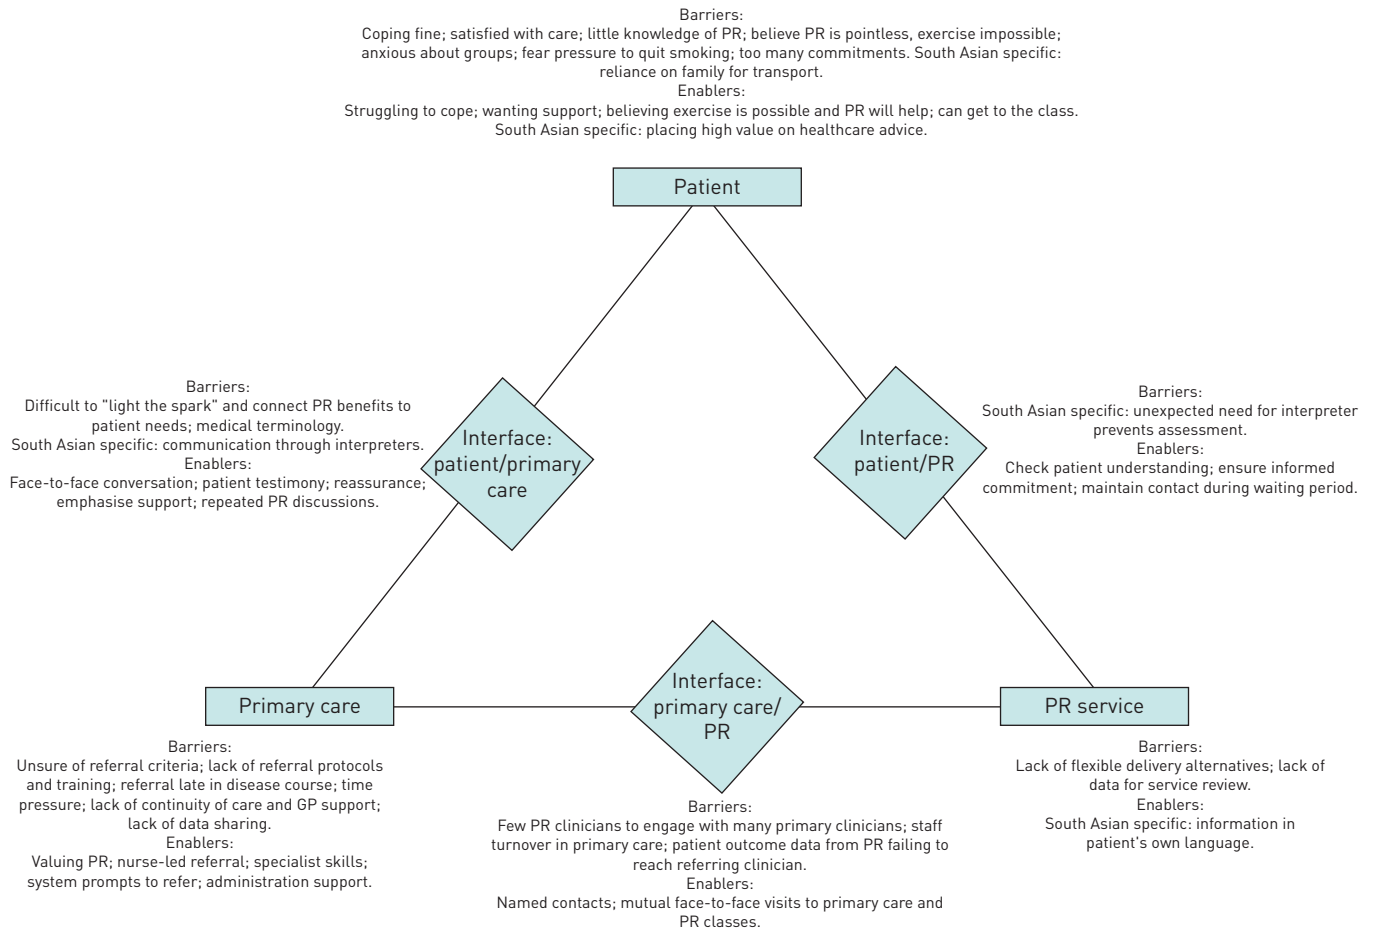 Barriers:
Coping fine; satisfied with care; little knowledge of PR; believe PR is pointless, exercise impossible;
anxious about groups; fear pressure to quit smoking; too many commitments. South Asian specific:
reliance on family for transport.
Enablers:
Struggling to cope; wanting support; believing exercise is possible and PR will help; can get to the class.
South Asian specific: placing high value on healthcare advice.
Patient
Barriers:
Difficult to "light the spark" and connect PR benefits to
patient needs; medical terminology.
South Asian specific: communication through interpreters.
Enablers:
Face-to-face conversation; patient testimony; reassurance;
emphasise support; repeated PR discussions.
Interface:
patient/primary
care
Interface:
patient/PR
Barriers:
South Asian specific: unexpected need for interpreter
prevents assessment.
Enablers:
Check patient understanding; ensure informed
commitment; maintain contact during waiting period.
Primary care
Barriers:
Unsure of referral criteria; lack of referral protocols
and training; referral late in disease course; time
pressure; lack of continuity of care and GP support;
lack of data sharing.
Enablers:
Valuing PR; nurse-led referral; specialist skills;
system prompts to refer; administration support.
Interface:
primary care/
PR
Barriers:
Few PR clinicians to engage with many primary clinicians; staff
turnover in primary care; patient outcome data from PR failing to
reach referring clinician.
Enablers:
Named contacts; mutual face-to-face visits to primary care and
PR classes.
PR service
Barriers:
Lack of flexible delivery alternatives; lack of
data for service review.
Enablers:
South Asian specific: information in
patient's own language.